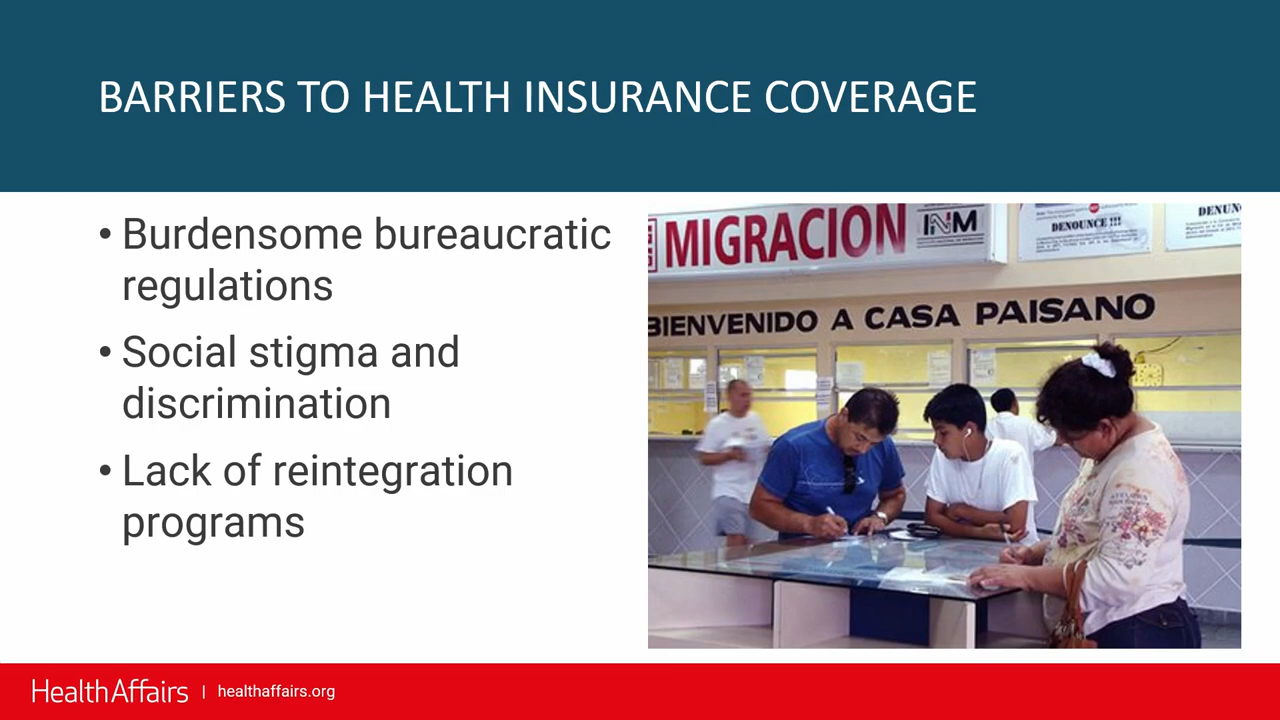 BARRIERS TO HEALTH INSURANCE COVERAGE
• Burdensome bureaucratic
regulations
• Social stigma and
discrimination
• Lack of reintegration
programs
MIGRACION
INM
DENOUNCE !!!
BIENVENIDO A CASA PAISANO
HealthAffairs | healthaffairs.org